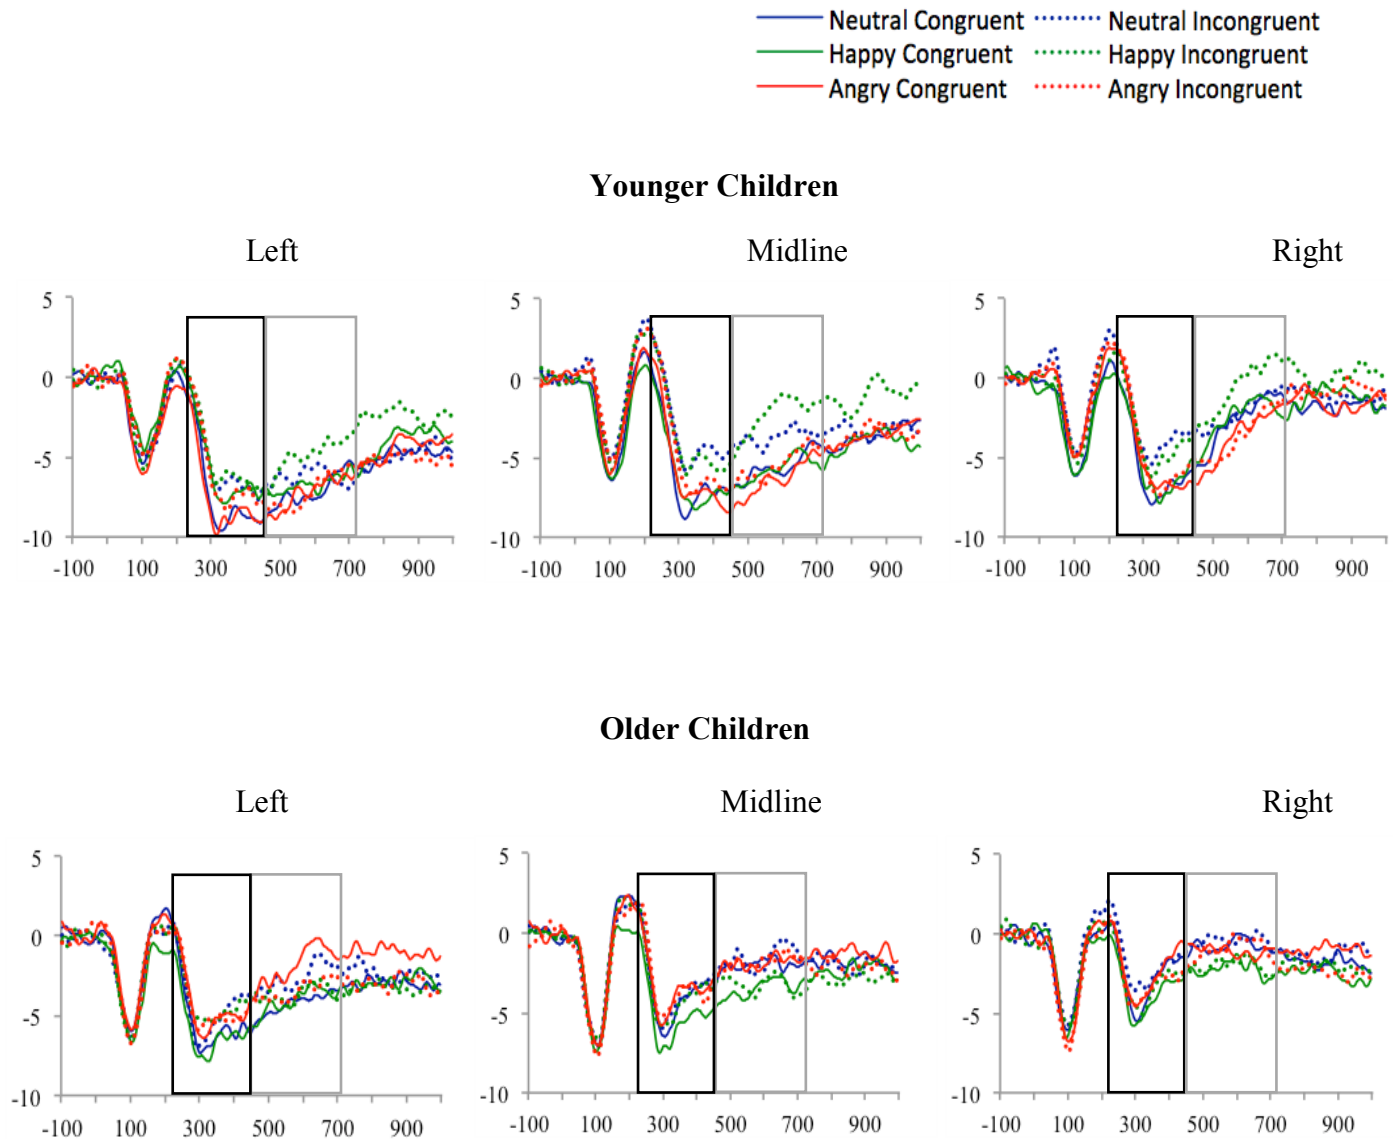 Neutral Congruent Neutral Incongruent
Happy Congruent Happy Incongruent
Angry Congruent Angry Incongruent
Younger Children
Left Midline Right
5 5 5
0 0 0
-5 -5 -5
-10 -10 -10
-100 100 300 500 700 900 -100 100 300 500 700 900 -100 100 300 500 700 900
Older Children
Left Midline Right
5 5 5
0 0 0
-5 -5 -5
-10 -10 -10
-100 100 300 500 700 900 -100 100 300 500 700 900 -100 100 300 500 700 900